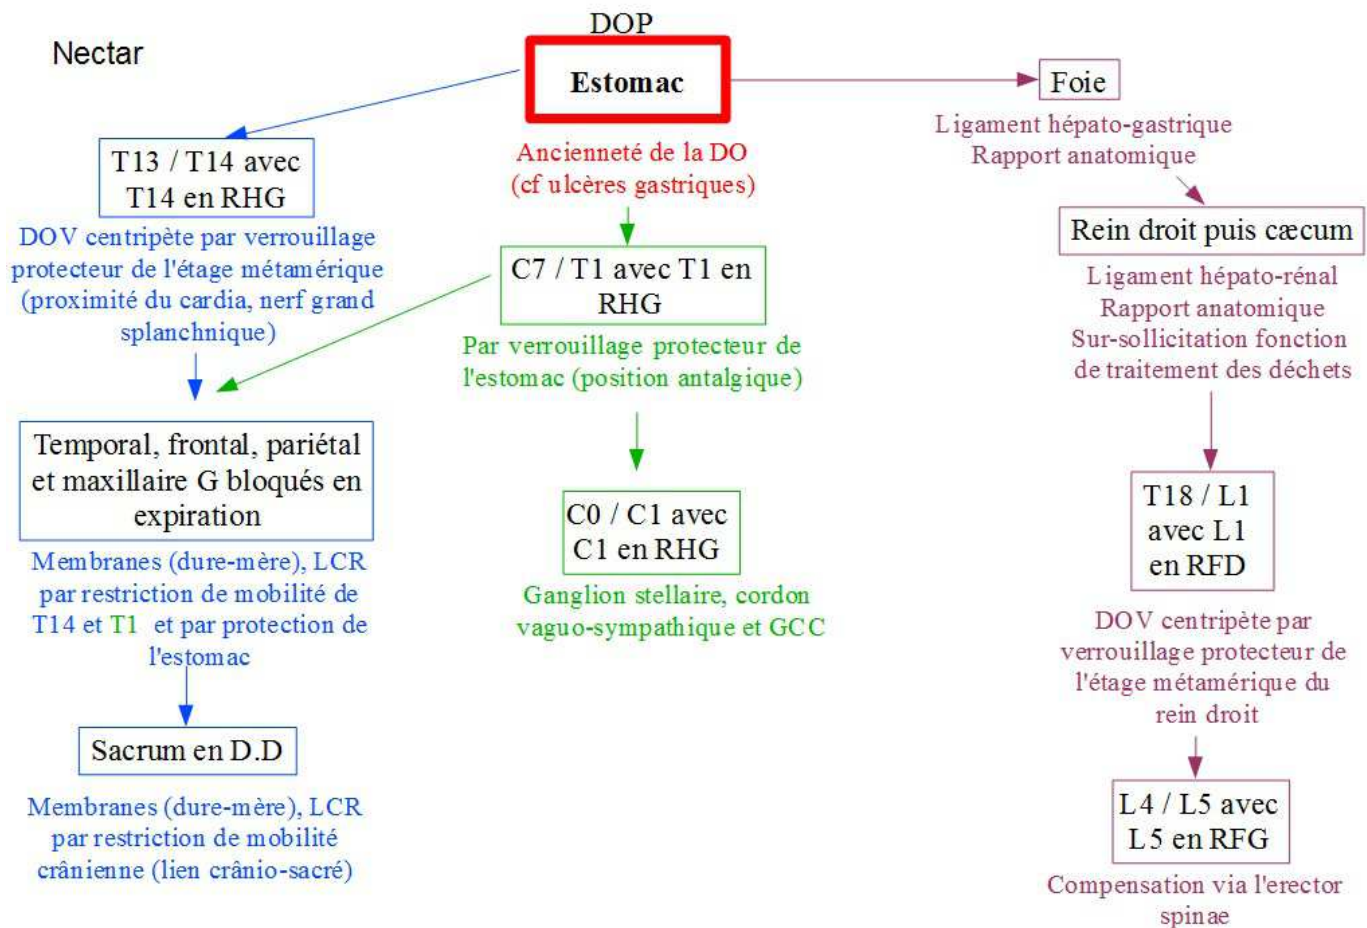 Nectar
DOP
Estomac
Ancienneté de la DO
(cf ulcères gastriques)
T13 / T14 avec
T14 en RHG
DOV centripète par verrouillage
protecteur de l'étage métamérique
(proximité du cardia, nerf grand
splanchnique)
Temporal, frontal, pariétal
et maxillaire G bloqués en
expiration
Membranes (dure-mère), LCR
par restriction de mobilité de
T14 et T1 et par protection de
l'estomac
Sacrum en D.D
Membranes (dure-mère), LCR
par restriction de mobilité
crânienne (lien crânio-sacré)
C7 / T1 avec T1 en
RHG
Par verrouillage protecteur de
l'estomac (position antalgique)
C0 / C1 avec
C1 en RHG
Ganglion stellaire, cordon
vaguo-sympathique et GCC
Foie
Ligament hépato-gastrique
Rapport anatomique
Rein droit puis cæcum
Ligament hépato-rénal
Rapport anatomique
Sur-sollicitation fonction
de traitement des déchets
T18 / L1
avec L1
en RFD
DOV centripète par
verrouillage protecteur de
l'étage métamérique du
rein droit
L4 / L5 avec
L5 en RFG
Compensation via l'erector
spinae